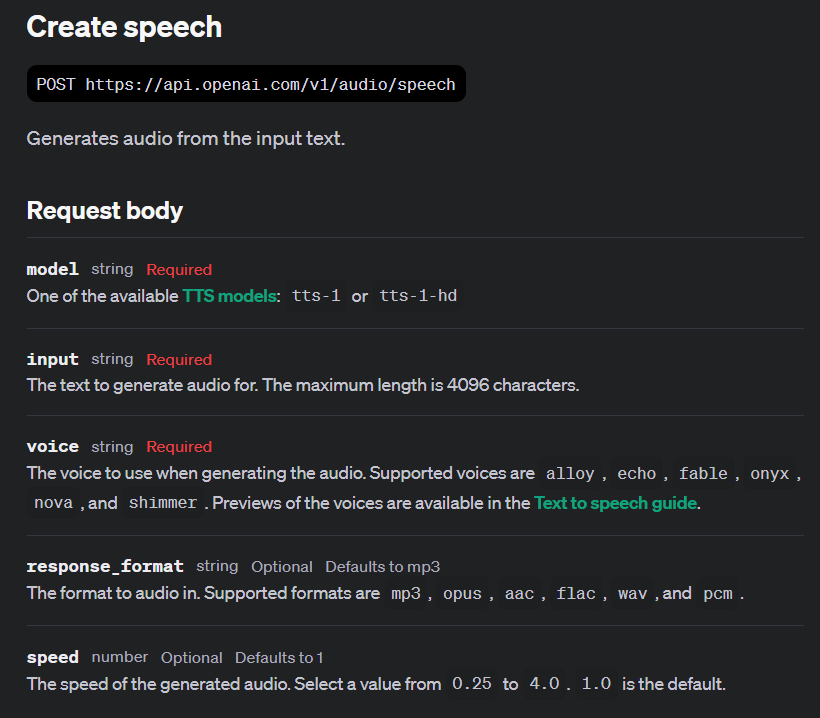 Create speech
POST https://api.openai.com/v1/audio/speech
Generates audio from the input text.
Request body
model string Required
One of the available TTS models: tts-1 or tts-1-hd
input string Required
The text to generate audio for. The maximum length is 4096 characters.
voice string Required
The voice to use when generating the audio. Supported voices are alloy , echo , fable , onyx ,
nova , and shimmer . Previews of the voices are available in the Text to speech guide.
response_format string Optional Defaults to mp3
The format to audio in. Supported formats are mp3 , opus , aac , flac , wav , and pcm .
speed number Optional Defaults to 1
The speed of the generated audio. Select a value from 0.25 to 4.0 . 1.0 is the default.